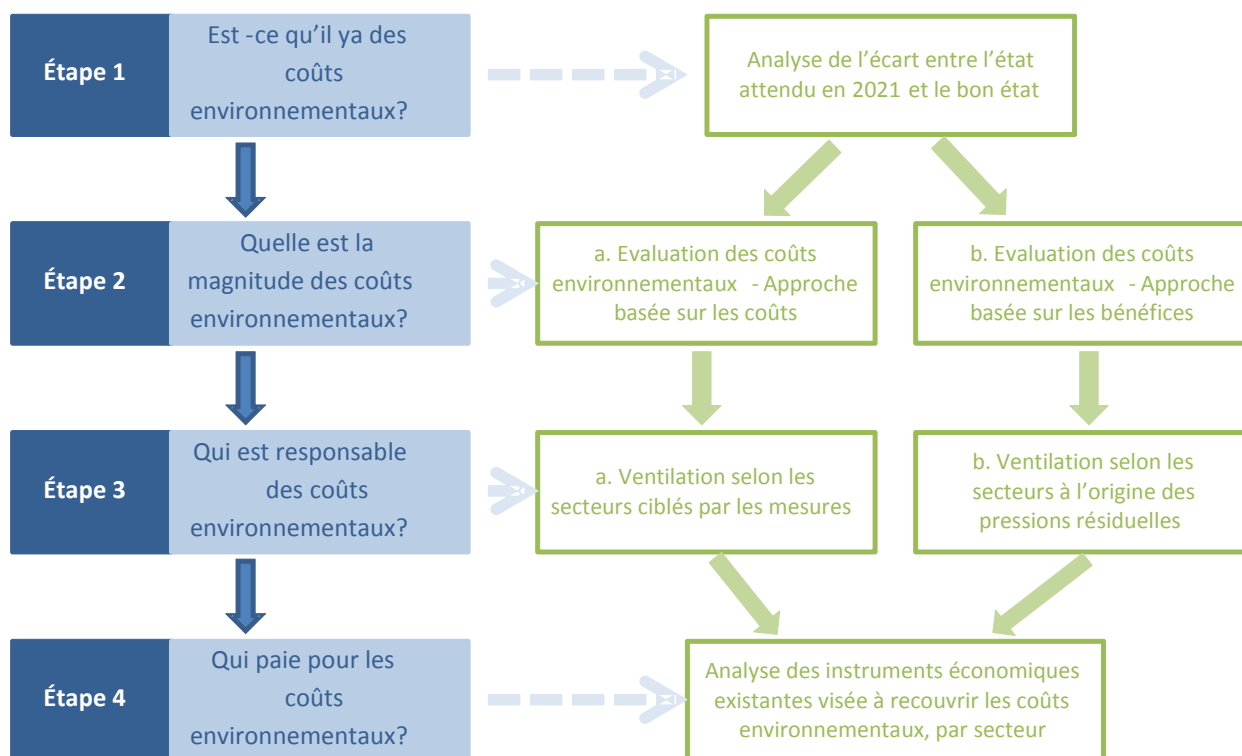 Étape 1
Est -ce qu'il ya des
coûts
environnementaux?
Analyse de l'écart entre l'état
attendu en 2021 et le bon état
Étape 2
Quelle est la
magnitude des coûts
environnementaux?
a. Evaluation des coûts
environnementaux - Approche
basée sur les coûts
b. Evaluation des coûts
environnementaux - Approche
basée sur les bénéfices
Étape 3
Qui est responsable
des coûts
environnementaux?
a. Ventilation selon les
secteurs ciblés par les mesures
b. Ventilation selon les
secteurs à l'origine des
pressions résiduelles
Étape 4
Qui paie pour les
coûts
environnementaux?
Analyse des instruments économiques
existantes visée à recouvrir les coûts
environnementaux, par secteur